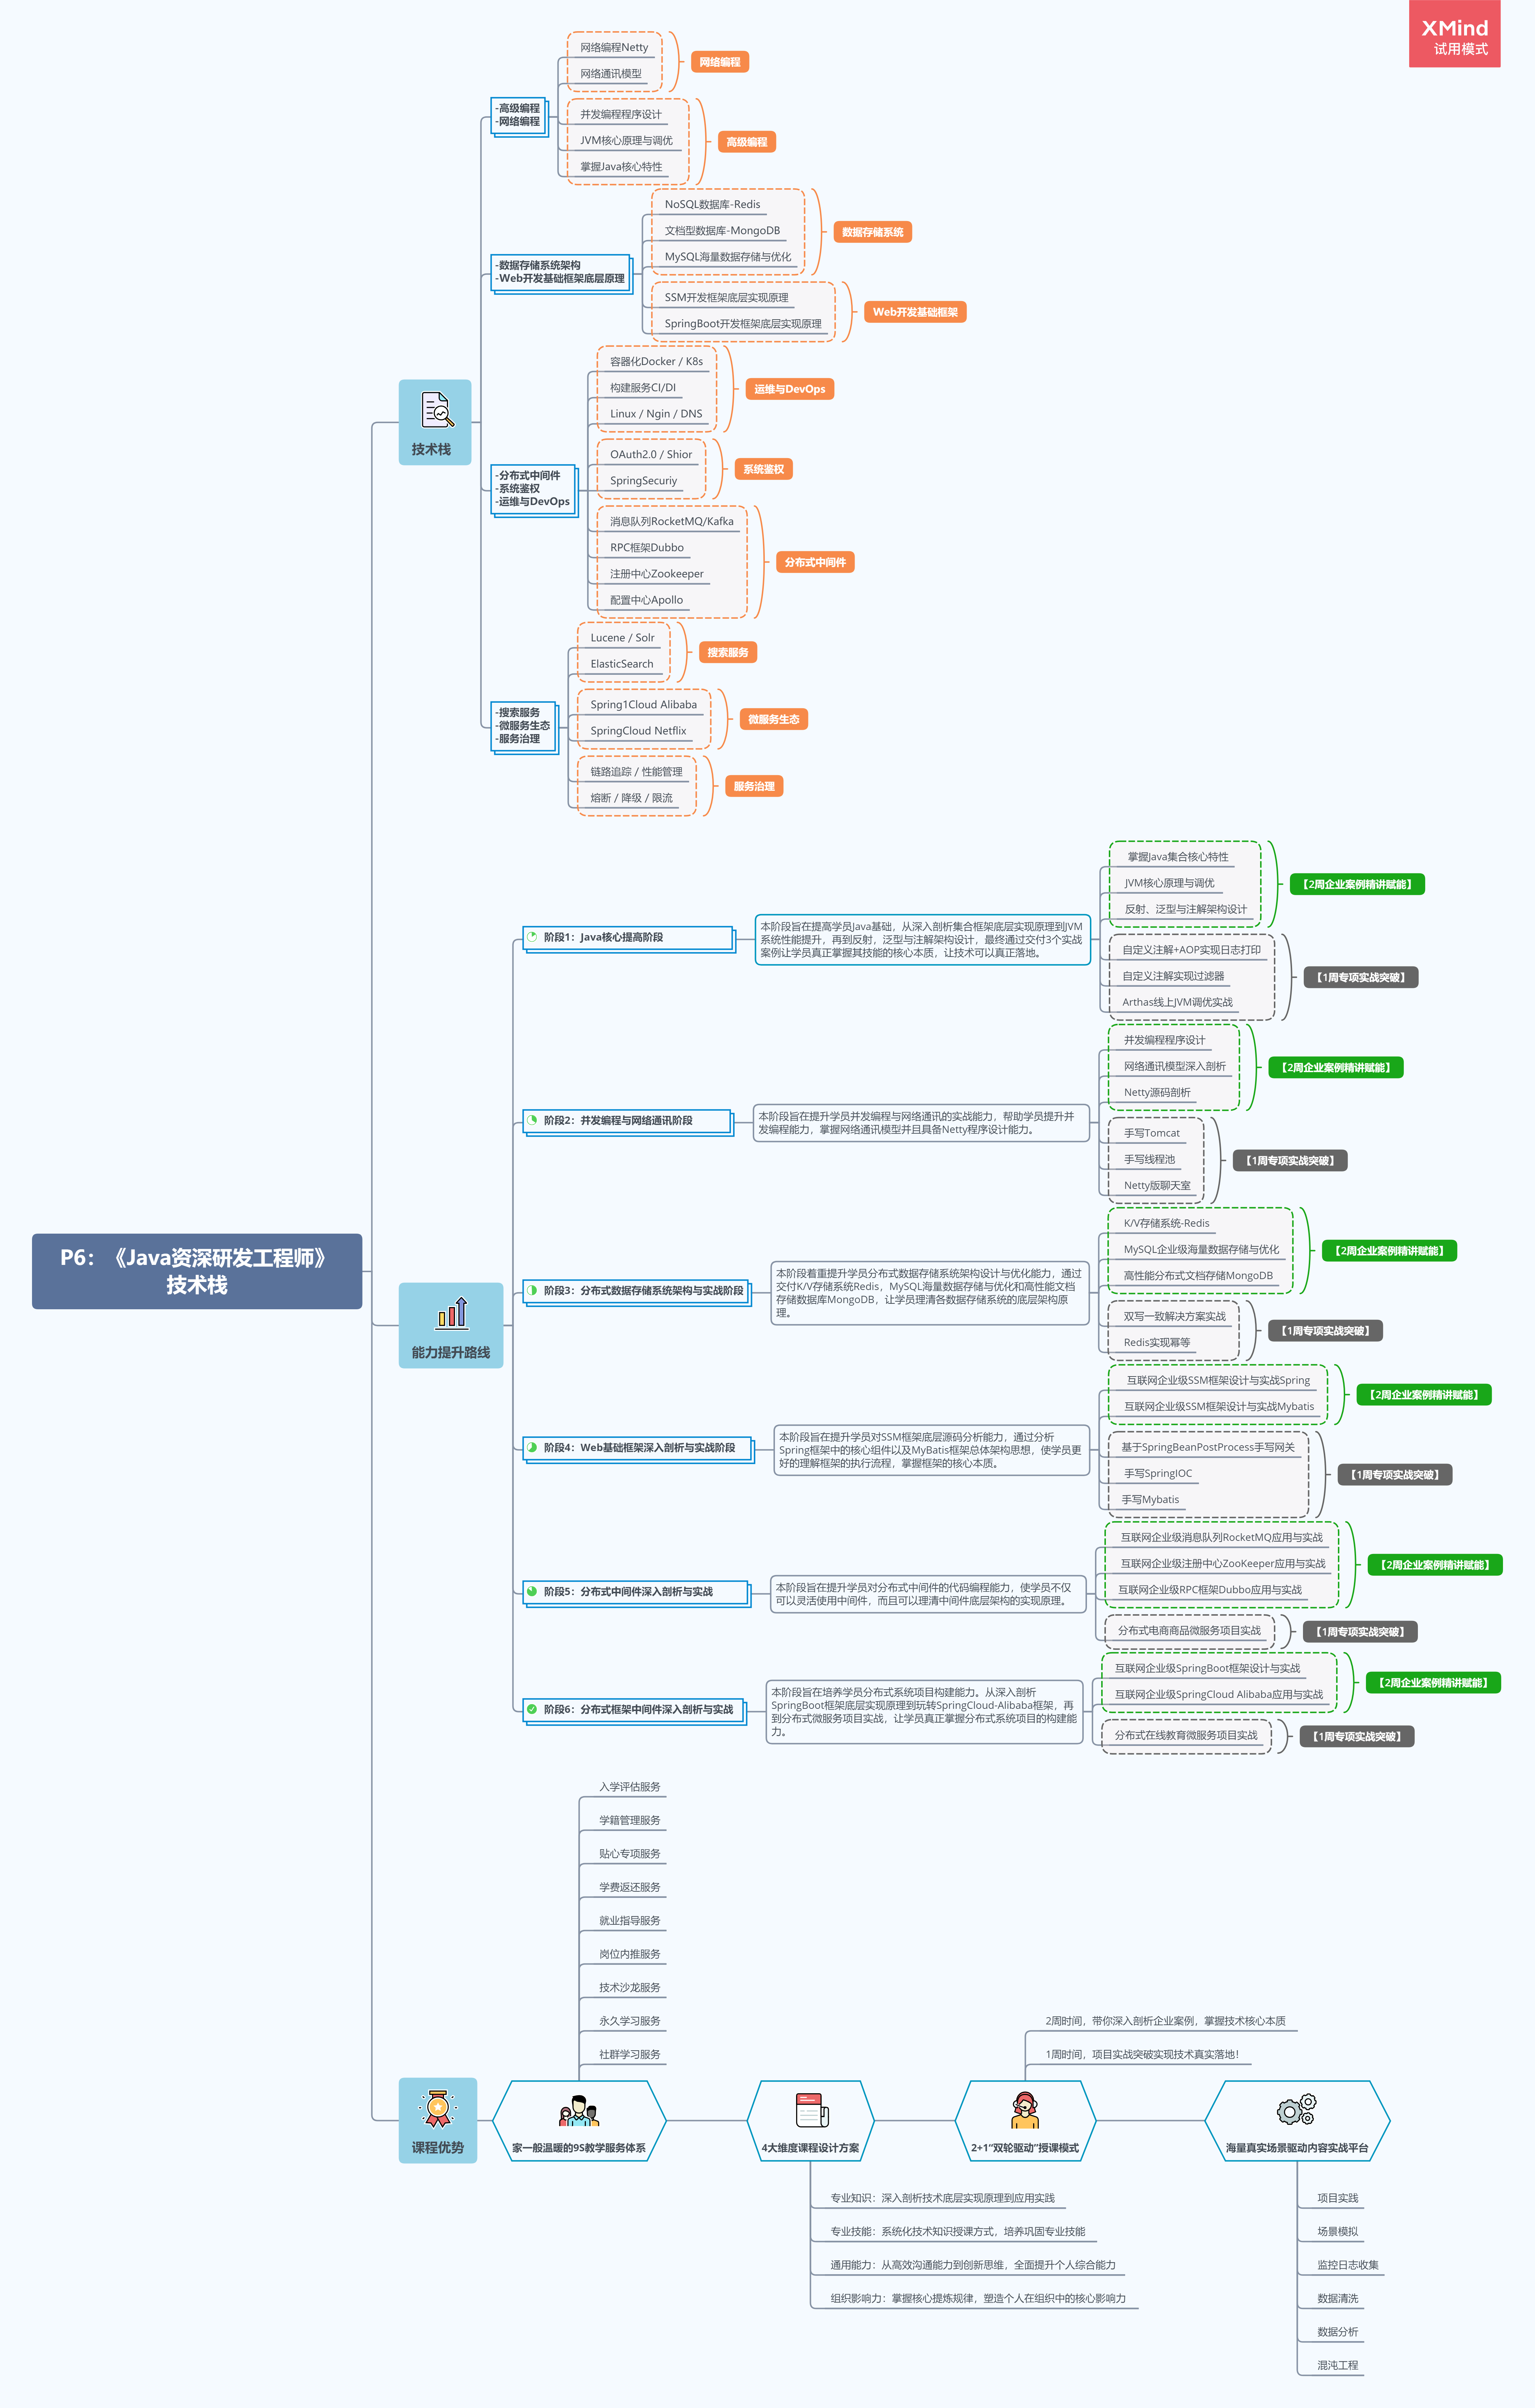 XMind
试用模式
P6：《Java资深研发工程师》
技术栈
技术栈
-高级编程
-网络编程
网络编程Netty
网络通讯模型
网络编程
并发编程程序设计
JVM核心原理与调优
掌握Java核心特性
高级编程
-数据存储系统架构
-Web开发基础框架底层原理
NoSQL数据库-Redis
文档型数据库-MongoDB
MySQL海量数据存储与优化
数据存储系统
SSM开发框架底层实现原理
SpringBoot开发框架底层实现原理
Web开发基础框架
-分布式中间件
-系统鉴权
-运维与DevOps
容器化Docker / K8s
构建服务CI/DI
Linux / Ngin / DNS
运维与DevOps
OAuth2.0 / Shior
SpringSecuriy
系统鉴权
消息队列RocketMQ/Kafka
RPC框架Dubbo
注册中心Zookeeper
配置中心Apollo
分布式中间件
-搜索服务
-微服务生态
-服务治理
Lucene / Solr
ElasticSearch
搜索服务
Spring1Cloud Alibaba
SpringCloud Netflix
微服务生态
链路追踪 / 性能管理
熔断 / 降级 / 限流
服务治理
能力提升路线
阶段1：Java核心提高阶段
本阶段旨在提高学员Java基础，从深入剖析集合框架底层实现原理到JVM
系统性能提升，再到反射，泛型与注解架构设计，最终通过交付3个实战
案例让学员真正掌握其技能的核心本质，让技术可以真正落地。
掌握Java集合核心特性
JVM核心原理与调优
反射、泛型与注解架构设计
【2周企业案例精讲赋能】
自定义注解+AOP实现日志打印
自定义注解实现过滤器
Arthas线上JVM调优实战
【1周专项实战突破】
阶段2：并发编程与网络通讯阶段
本阶段旨在提升学员并发编程与网络通讯的实战能力，帮助学员提升并
发编程能力，掌握网络通讯模型并且具备Netty程序设计能力。
并发编程程序设计
网络通讯模型深入剖析
Netty源码剖析
【2周企业案例精讲赋能】
手写Tomcat
手写线程池
Netty版聊天室
【1周专项实战突破】
阶段3：分布式数据存储系统架构与实战阶段
本阶段着重提升学员分布式数据存储系统架构设计与优化能力，通过
交付K/V存储系统Redis，MySQL海量数据存储与优化和高性能文档
存储数据库MongoDB，让学员理清各数据存储系统的底层架构原
理。
K/V存储系统-Redis
MySQL企业级海量数据存储与优化
高性能分布式文档存储MongoDB
【2周企业案例精讲赋能】
双写一致解决方案实战
Redis实现幂等
【1周专项实战突破】
阶段4：Web基础框架深入剖析与实战阶段
本阶段旨在提升学员对SSM框架底层源码分析能力，通过分析
Spring框架中的核心组件以及MyBatis框架总体架构思想，使学员更
好的理解框架的执行流程，掌握框架的核心本质。
互联网企业级SSM框架设计与实战Spring
互联网企业级SSM框架设计与实战Mybatis
【2周企业案例精讲赋能】
基于SpringBeanPostProcess手写网关
手写SpringIOC
手写Mybatis
【1周专项实战突破】
阶段5：分布式中间件深入剖析与实战
本阶段旨在提升学员对分布式中间件的代码编程能力，使学员不仅
可以灵活使用中间件，而且可以理清中间件底层架构的实现原理。
互联网企业级消息队列RocketMQ应用与实战
互联网企业级注册中心ZooKeeper应用与实战
互联网企业级RPC框架Dubbo应用与实战
【2周企业案例精讲赋能】
分布式电商商品微服务项目实战
【1周专项实战突破】
阶段6：分布式框架中间件深入剖析与实战
本阶段旨在培养学员分布式系统项目构建能力。从深入剖析
SpringBoot框架底层实现原理到玩转SpringCloud-Alibaba框架，再
到分布式微服务项目实战，让学员真正掌握分布式系统项目的构建能
力。
互联网企业级SpringBoot框架设计与实战
互联网企业级SpringCloud Alibaba应用与实战
【2周企业案例精讲赋能】
分布式在线教育微服务项目实战
【1周专项实战突破】
课程优势
入学评估服务
学籍管理服务
贴心专项服务
学费返还服务
就业指导服务
岗位内推服务
技术沙龙服务
永久学习服务
社群学习服务
家一般温暖的9S教学服务体系
4大维度课程设计方案
专业知识：深入剖析技术底层实现原理到应用实践
专业技能：系统化技术知识授课方式，培养巩固专业技能
通用能力：从高效沟通能力到创新思维，全面提升个人综合能力
组织影响力：掌握核心提炼规律，塑造个人在组织中的核心影响力
2周时间，带你深入剖析企业案例，掌握技术核心本质
1周时间，项目实战突破实现技术真实落地！
2+1“双轮驱动”授课模式
海量真实场景驱动内容实战平台
项目实践
场景模拟
监控日志收集
数据清洗
数据分析
混沌工程